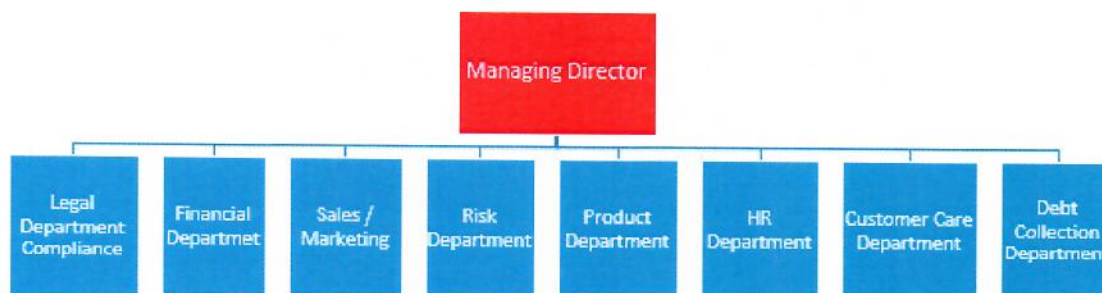 Managing Director
Legal
Department
Compliance
Financial
Departmet
Sales /
Marketing
Risk
Department
Product
Department
HR
Department
Customer Care
Department
Debt
Collection
Department